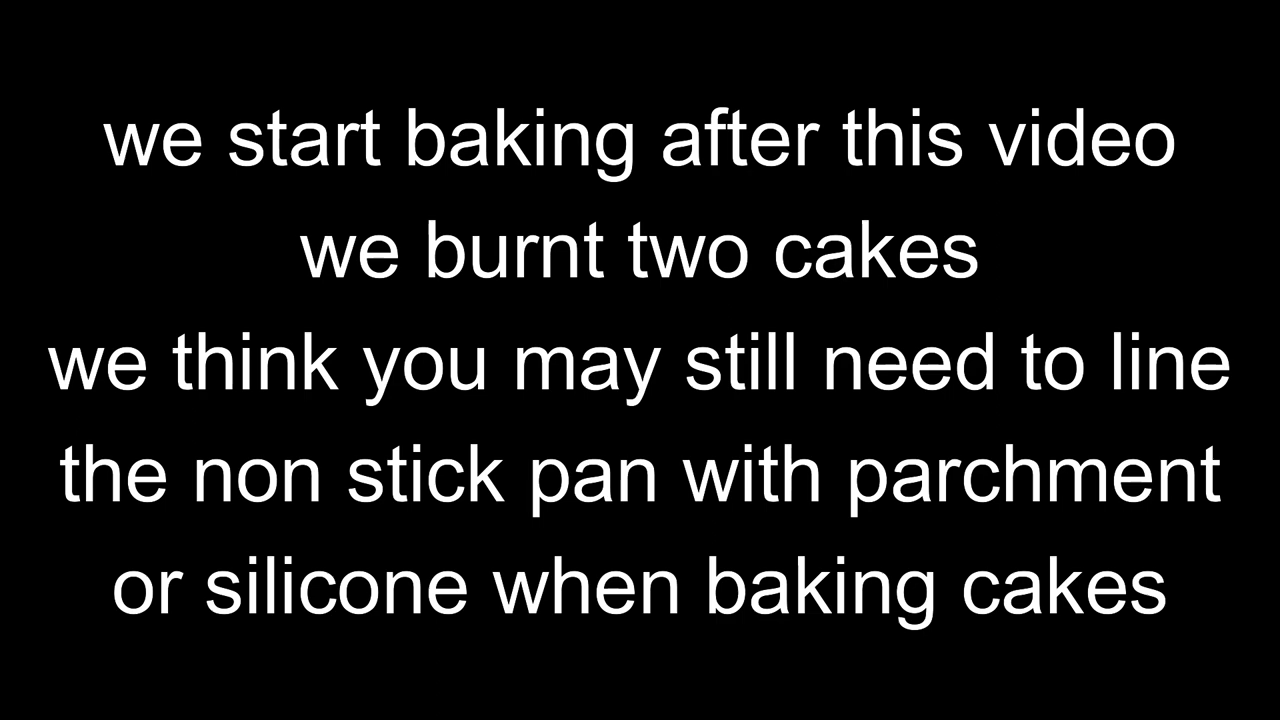 we start baking after this video
we burnt two cakes
we think you may still need to line
the non stick pan with parchment
or silicone when baking cakes